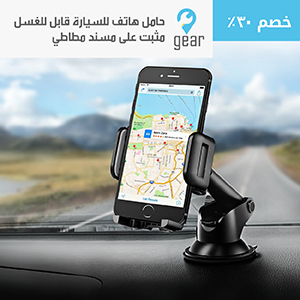 خصم ٣٠٪
gear
حامل هاتف للسيارة قابل للغسل
مثبت على مسند مطاطي